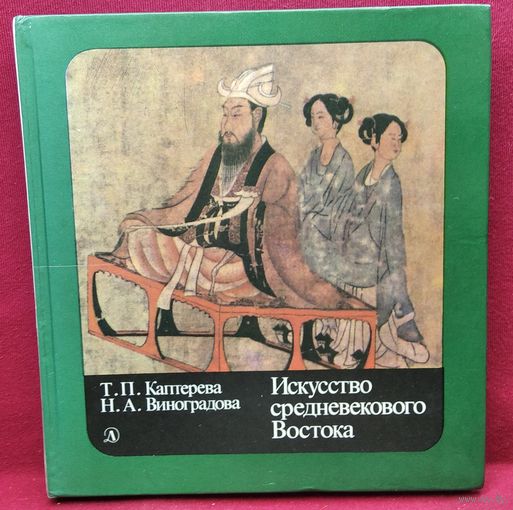 Т. П. Каптерева
Н. А. Виноградова
Искусство
средневекового
Востока